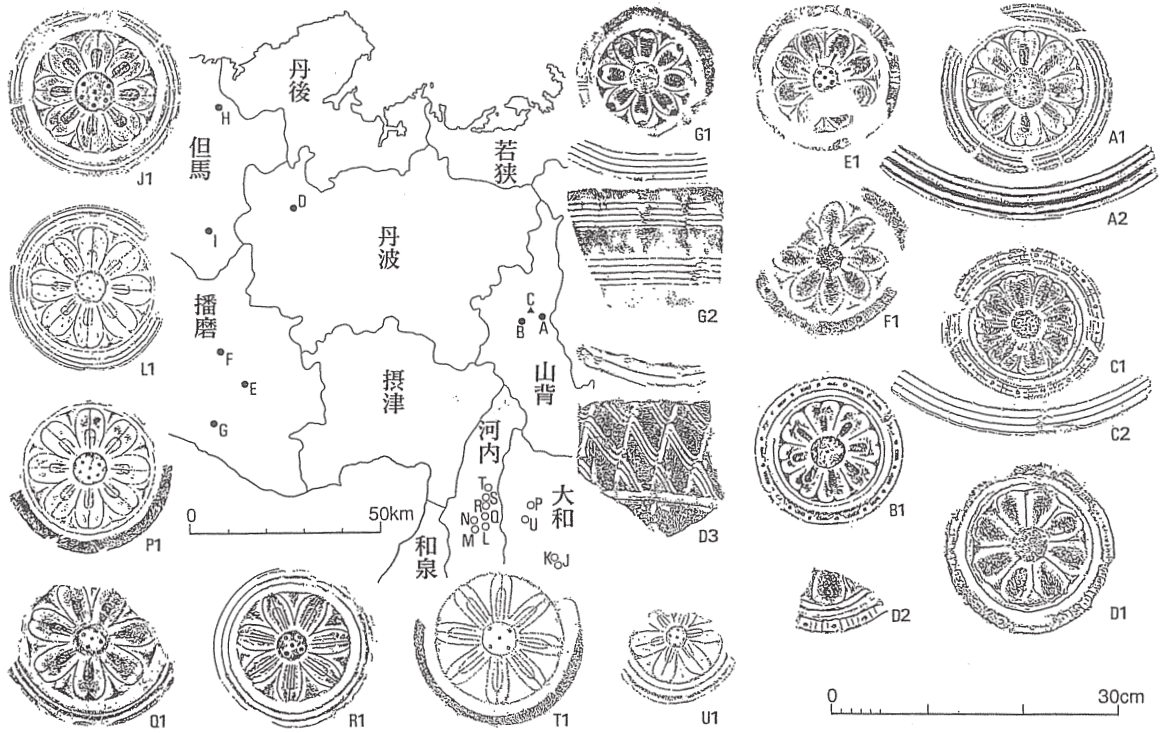 J1
L1
P1
Q1
R1
T1
U1
G1
G2
D3
E1
F1
B1
D2
A1
A2
C1
C2
D1
丹後
但馬
若狭
丹波
播磨
摂津
山背
河内
大和
和泉
H
D
I
C
B
A
F
E
G
T
S
R
Q
N
M
L
P
U
K
J
0
50km
0
30cm